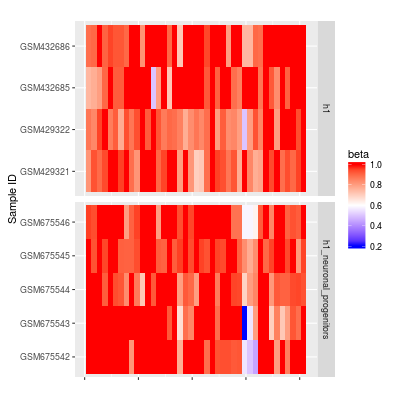 Sample ID
GSM432686
GSM432685
GSM429322
GSM429321
h1
GSM675546
GSM675545
GSM675544
GSM675543
GSM675542
h1_neuronal_progenitors
beta
1.0
0.8
0.6
0.4
0.2